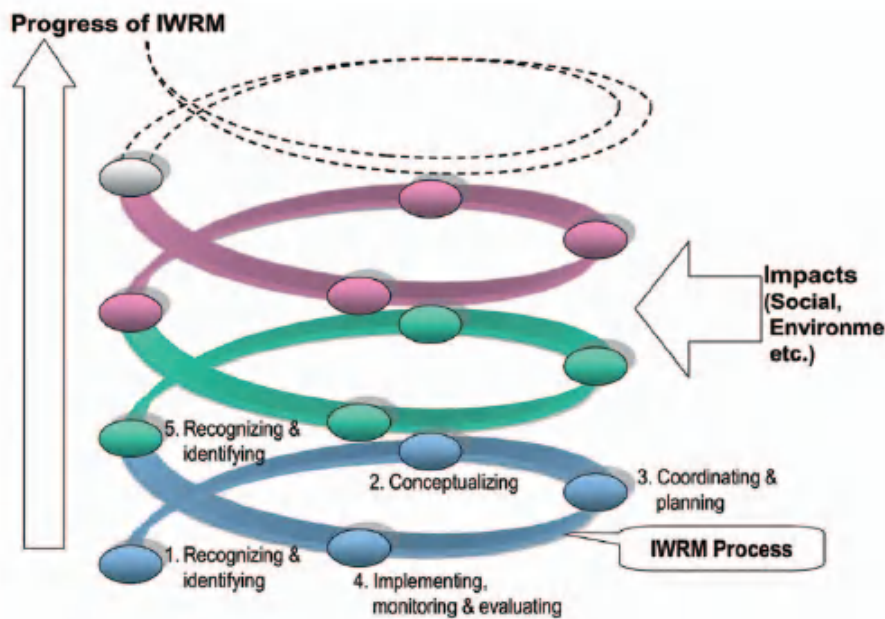 Progress of IWRM
Impacts
(Social,
Environme
etc.)
5. Recognizing &
identifying
2. Conceptualizing
3. Coordinating &
planning
IWRM Process
1. Recognizing &
identifying
4. Implementing,
monitoring & evaluating